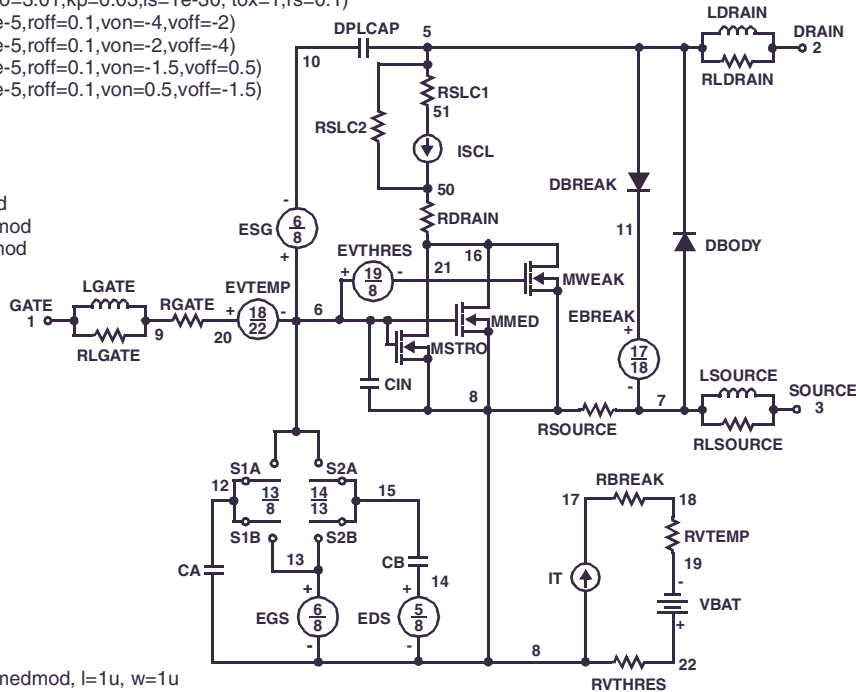 o=3.01,kp=0.03,is=1e-30, tox=1,rs=0.1)
e-5,roff=0.1,von=-4,voff=-2)
e-5,roff=0.1,von=-2,voff=-4)
e-5,roff=0.1,von=-1.5,voff=0.5)
e-5,roff=0.1,von=0.5,voff=-1.5)
d
mod
mod
medmod, l=1u, w=1u
DPLCAP
5
10
LDRAIN
DRAIN
2
RLDRAIN
RSLC1
51
RSLC2
ISCL
50
RDRAIN
DBREAK
11
DBODY
-
ESG
6
8
+
EVTHRES
+
19
8
-
21
16
MWEAK
LGATE
GATE
1
RLGATE
9
RGATE
20
EVTEMP
+
18
22
-
6
MMED
MSTRO
CIN
EBREAK
+
17
18
-
8
RSOURCE
7
LSOURCE
SOURCE
3
RLSOURCE
S1A
S2A
12
13
8
14
13
15
S1B
S2B
13
CA
CB
14
+
EGS
6
8
-
+
EDS
5
8
-
RBREAK
17
18
RVTEMP
19
IT
-
VBAT
+
8
22
RVTHRES